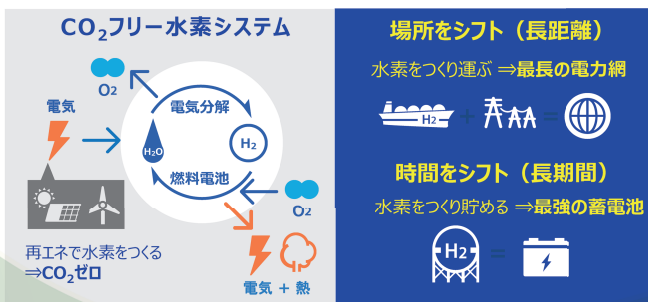 CO₂フリー水素システム
O₂
電気
電気分解
H₂O
H₂
燃料電池
O₂
再エネで水素をつくる
⇒CO₂ゼロ
電気 + 熱
場所をシフト（長距離）
水素をつくり運ぶ ⇒最長の電力網
H₂ + =
時間をシフト（長期間）
水素をつくり貯める ⇒最強の蓄電池
H₂ =